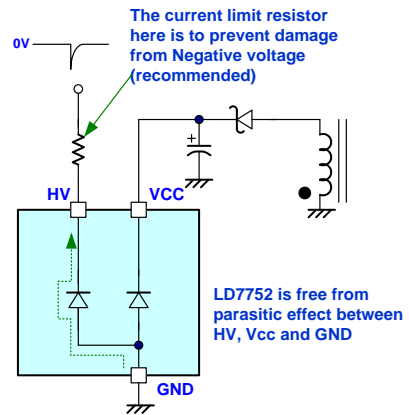 The current limit resistor
here is to prevent damage
from Negative voltage
(recommended)
0V
+
HV
VCC
LD7752 is free from
parasitic effect between
HV, Vcc and GND
GND